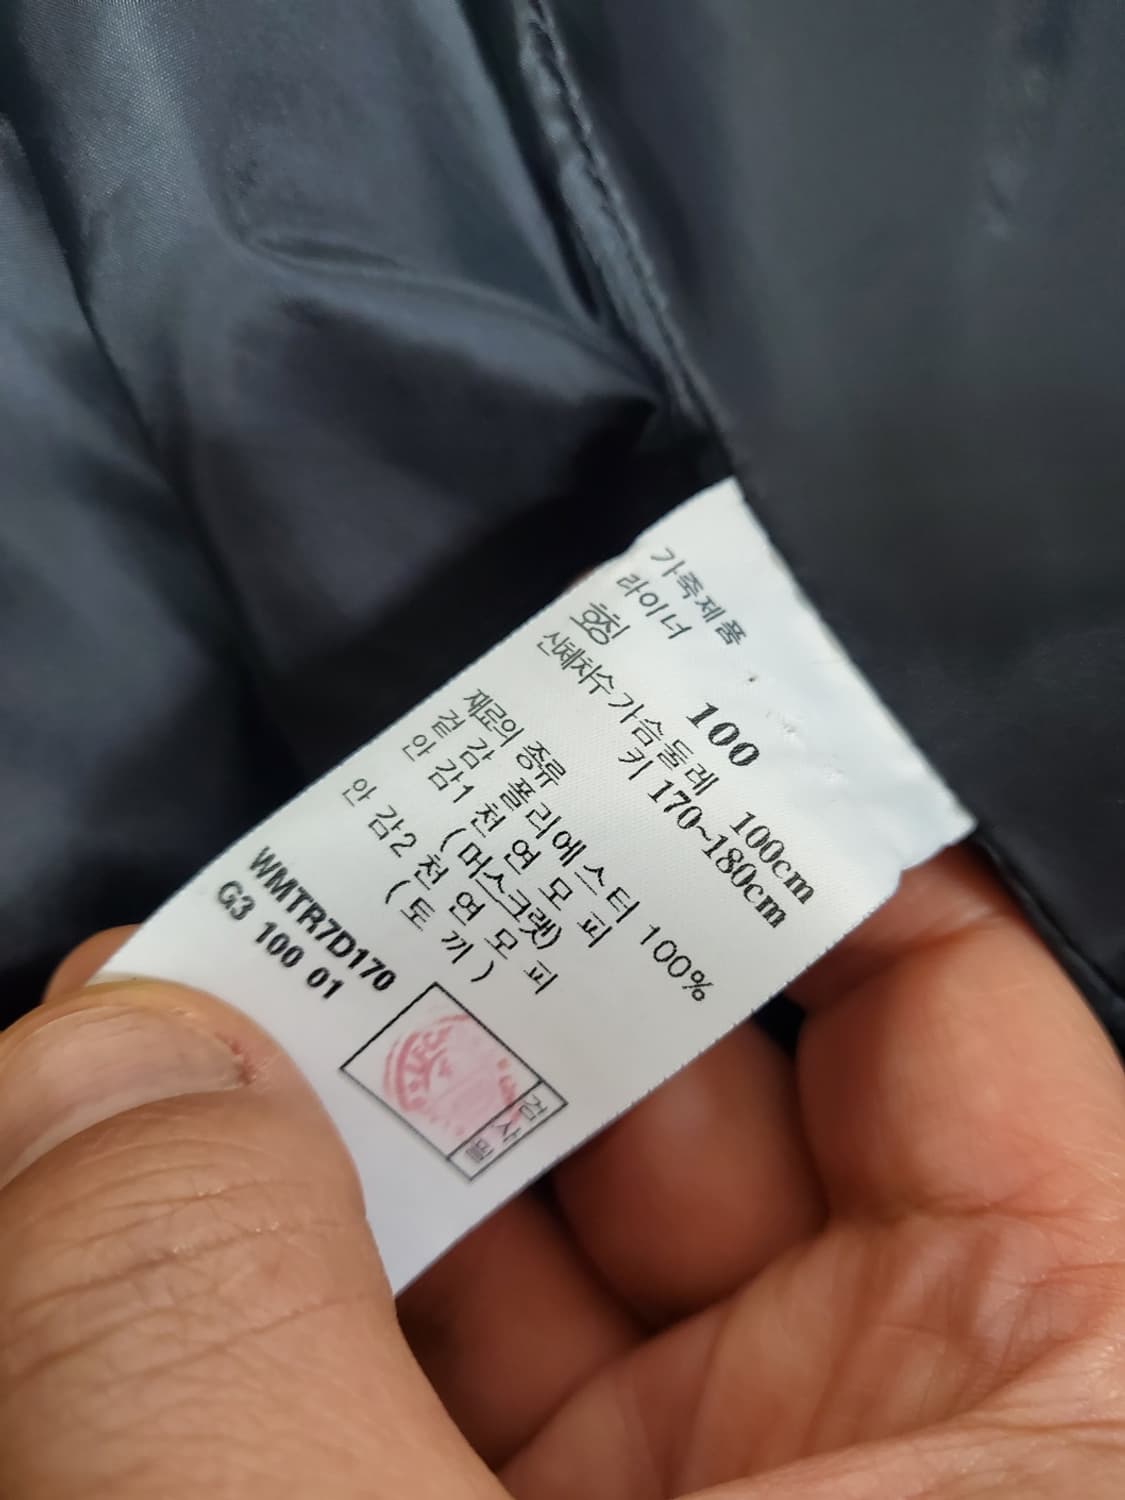 가죽제품
라이너
호칭 100
신체치수 가슴둘레 100cm
키 170~180cm
재료의 종류
겉 감 폴리에스터 100%
안 감1 천 연 모 피
( 머스크랫)
안 감2 천 연 모 피
( 토 끼 )
WMTR7D170
G3 100 01
검사필